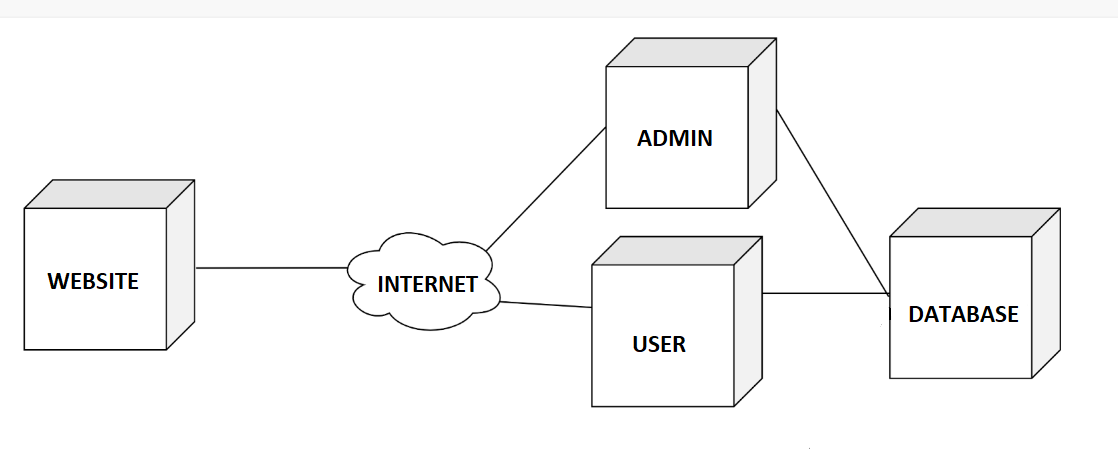 WEBSITE
INTERNET
ADMIN
USER
DATABASE